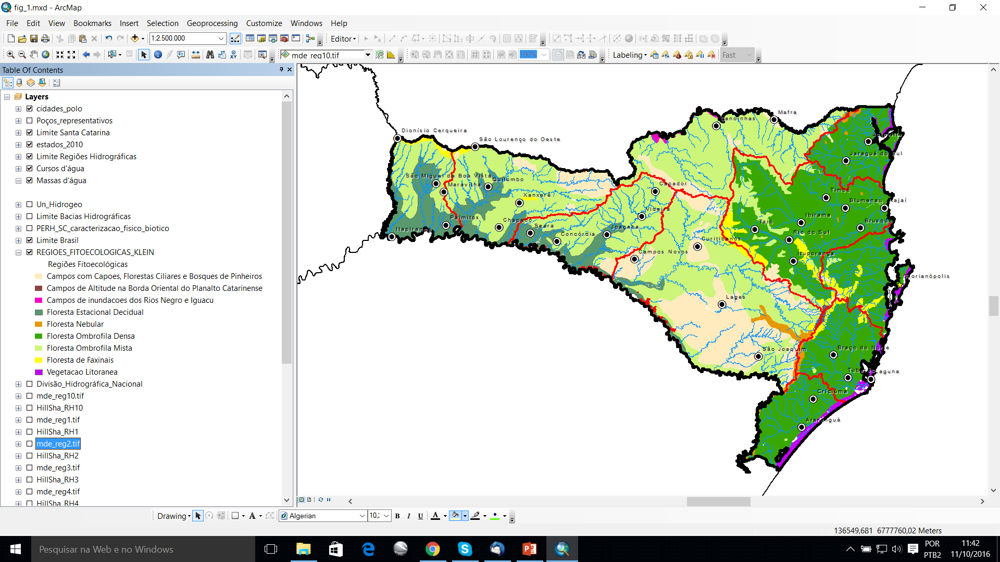 fig_1.mxd - ArcMap
File Edit View Bookmarks Insert Selection Geoprocessing Customize Windows Help
1:2.500.000
Editor
mde_reg10.tif
100%
Labeling
Fast
Table Of Contents
Layers
cidades_polo
Poços_representativos
Limite Santa Catarina
estados_2010
Limite Regiões Hidrográficas
Cursos d'água
Massas d'água
Un_Hidrogeo
Limite Bacias Hidrográficas
PERH_SC_caracterizacao_fisico_biotico
Limite Brasil
REGIOES_FITOECOLOGICAS_KLEIN
Regiões Fitoecológicas
Campos com Capoes, Florestas Ciliares e Bosques de Pinheiros
Campos de Altitude na Borda Oriental do Planalto Catarinense
Campos de inundacoes dos Rios Negro e Iguacu
Floresta Estacional Decidual
Floresta Nebular
Floresta Ombrofila Densa
Floresta Ombrofila Mista
Floresta de Faxinais
Vegetacao Litoranea
Divisão_Hidrográfica_Nacional
mde_reg10.tif
HillSha_RH10
mde_reg1.tif
HillSha_RH1
mde_reg2.tif
HillSha_RH2
mde_reg3.tif
HillSha_RH3
mde_reg4.tif
HillSha_RH4
Mafra
Canoinhas
Dionísio Cerqueira
São Lourenço do Oeste
Joinville
Jaraguá do Sul
São Miguel da Boa Vista
Quilombo
Maravilha
Caçador
Xanxerê
Timbó
Blumenau
Itajaí
Videira
Ibirama
Palmitos
Chapecó
Taió
Brusque
Itapiranga
Seara
Joaçaba
Rio do Sul
Concórdia
Curitibanos
Campos Novos
Ituporanga
Florianópolis
Lages
São Joaquim
Braço do Norte
Laguna
Criciúma
Araranguá
Drawing
Algerian
10,
B I U
A
136549,681 6777760,02 Meters
Pesquisar na Web e no Windows
POR
PTB2
11:42
11/10/2016